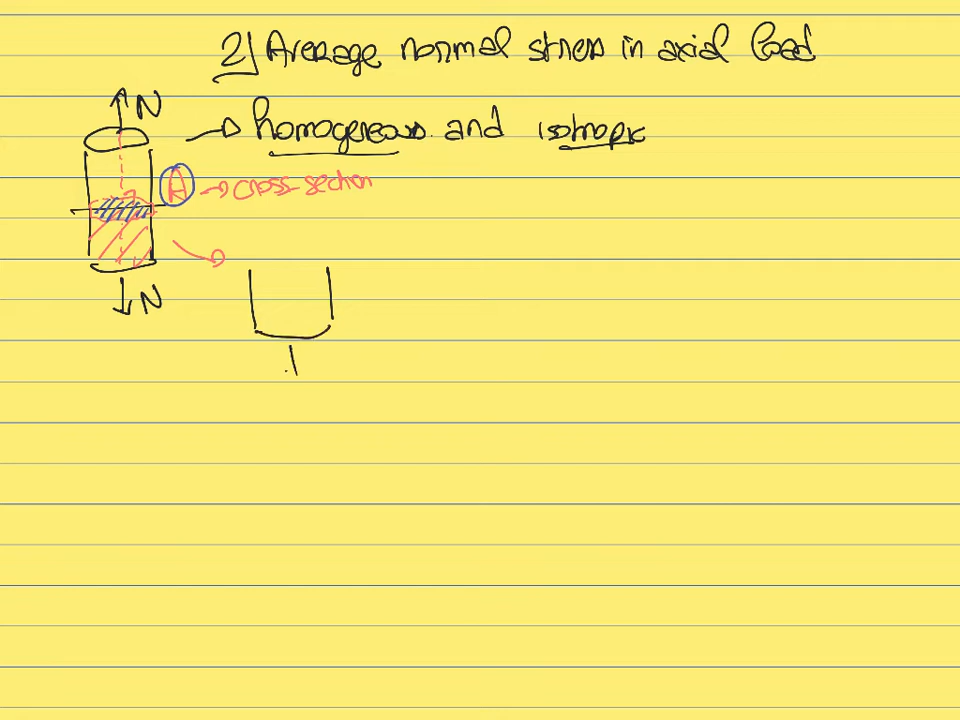 2) Average normal stress in axial load
N
→ homogeneous and isotropic
A → cross section
N